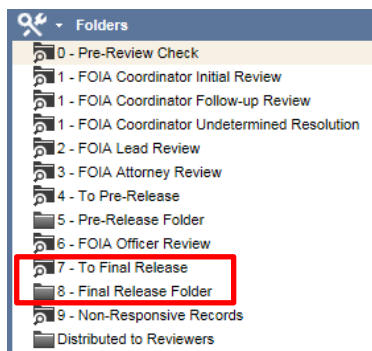 Folders
0 - Pre-Review Check
1 - FOIA Coordinator Initial Review
1 - FOIA Coordinator Follow-up Review
1 - FOIA Coordinator Undetermined Resolution
2 - FOIA Lead Review
3 - FOIA Attorney Review
4 - To Pre-Release
5 - Pre-Release Folder
6 - FOIA Officer Review
7 - To Final Release
8 - Final Release Folder
9 - Non-Responsive Records
Distributed to Reviewers